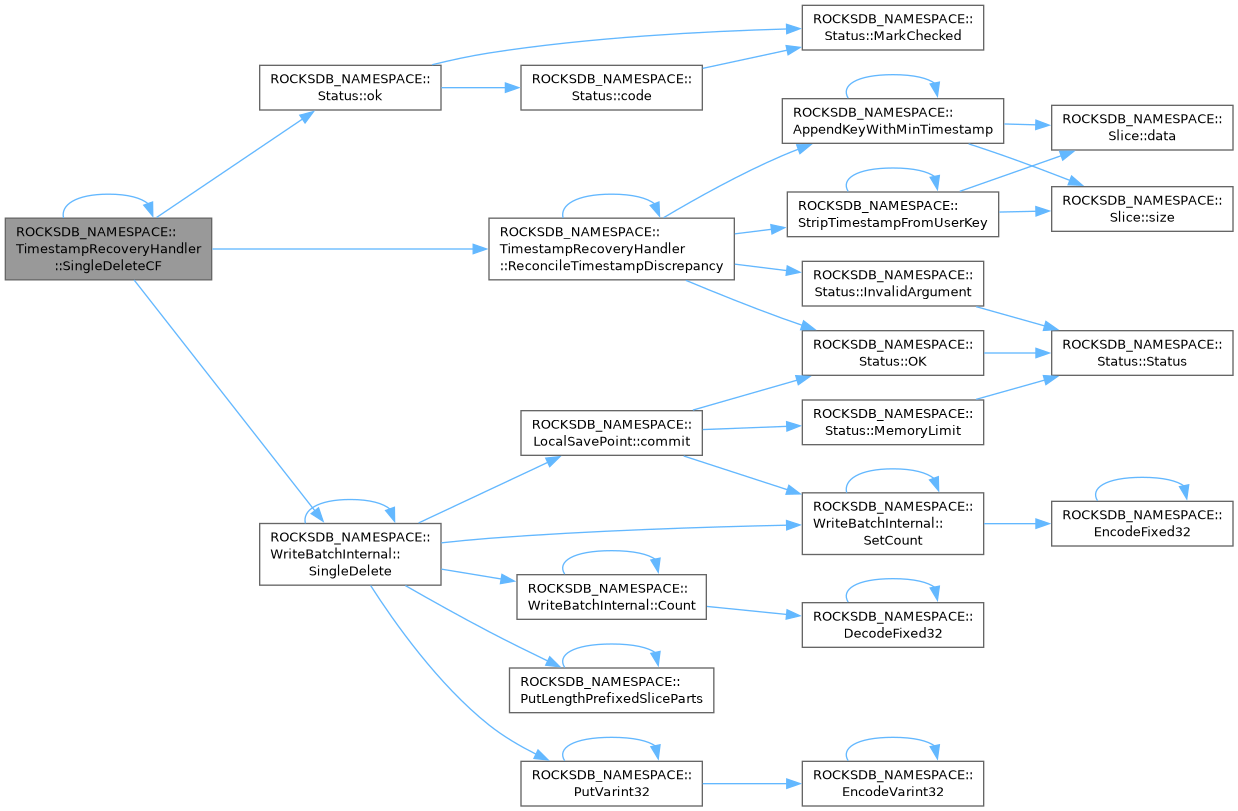 ROCKSDB_NAMESPACE::
TimestampRecoveryHandler
::SingleDeleteCF
ROCKSDB_NAMESPACE::
Status::ok
ROCKSDB_NAMESPACE::
Status::code
ROCKSDB_NAMESPACE::
Status::MarkChecked
ROCKSDB_NAMESPACE::
TimestampRecoveryHandler
::ReconcileTimestampDiscrepancy
ROCKSDB_NAMESPACE::
AppendKeyWithMinTimestamp
ROCKSDB_NAMESPACE::
Slice::data
ROCKSDB_NAMESPACE::
Slice::size
ROCKSDB_NAMESPACE::
StripTimestampFromUserKey
ROCKSDB_NAMESPACE::
Status::InvalidArgument
ROCKSDB_NAMESPACE::
Status::OK
ROCKSDB_NAMESPACE::
Status::Status
ROCKSDB_NAMESPACE::
WriteBatchInternal::
SingleDelete
ROCKSDB_NAMESPACE::
LocalSavePoint::commit
ROCKSDB_NAMESPACE::
Status::MemoryLimit
ROCKSDB_NAMESPACE::
WriteBatchInternal::
SetCount
ROCKSDB_NAMESPACE::
EncodeFixed32
ROCKSDB_NAMESPACE::
WriteBatchInternal::Count
ROCKSDB_NAMESPACE::
DecodeFixed32
ROCKSDB_NAMESPACE::
PutLengthPrefixedSliceParts
ROCKSDB_NAMESPACE::
PutVarint32
ROCKSDB_NAMESPACE::
EncodeVarint32